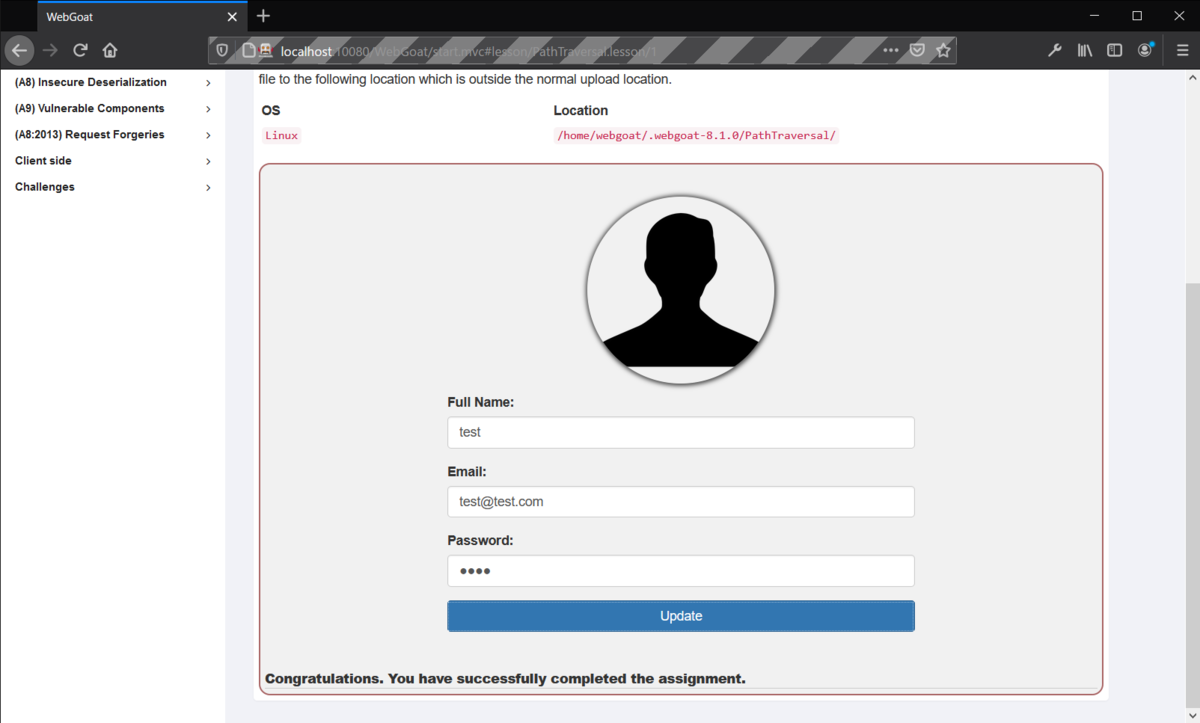 WebGoat
localhost:10080/WebGoat/start.mvc#lesson/PathTraversal.lesson/1
(A8) Insecure Deserialization
(A9) Vulnerable Components
(A8:2013) Request Forgeries
Client side
Challenges
file to the following location which is outside the normal upload location.
OS Location
Linux /home/webgoat/.webgoat-8.1.0/PathTraversal/
Full Name:
test
Email:
test@test.com
Password:
••••
Update
Congratulations. You have successfully completed the assignment.